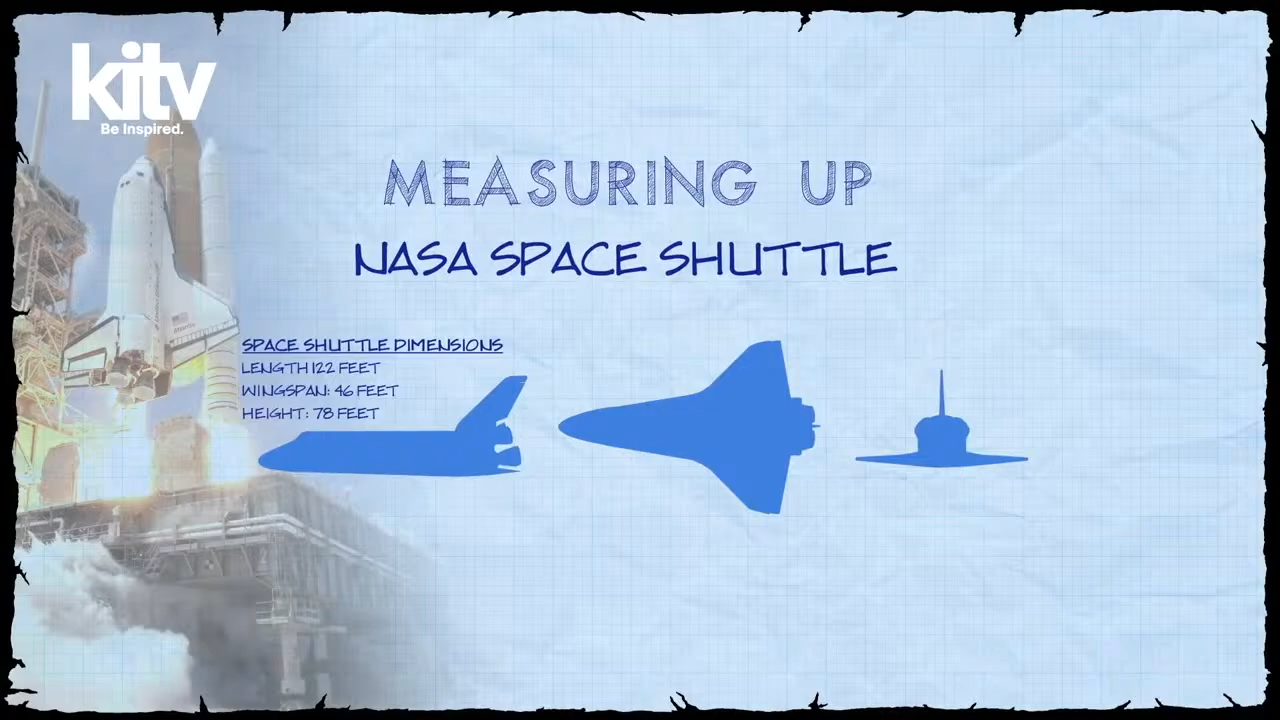 kitv
Be Inspired.
MEASURING UP
NASA SPACE SHUTTLE
SPACE SHUTTLE DIMENSIONS
LENGTH 122 FEET
WINGSPAN: 46 FEET
HEIGHT: 78 FEET
Atlantis